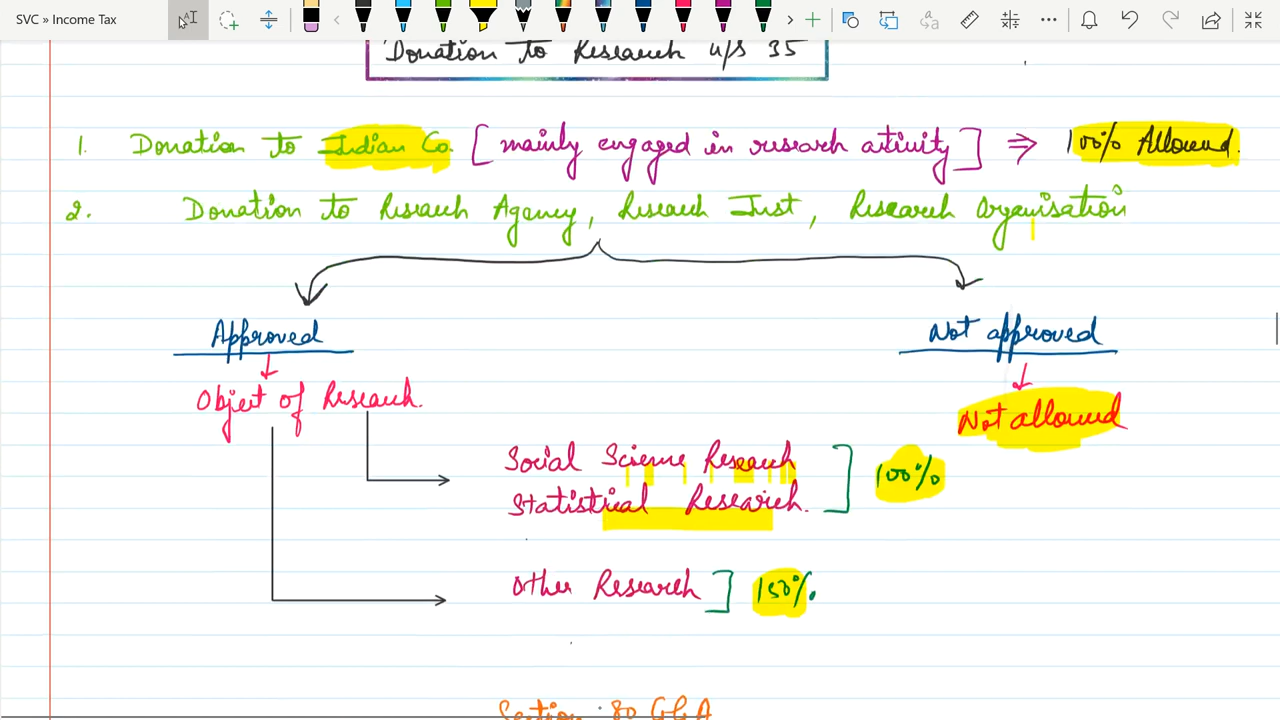 SVC » Income Tax
Donation to Research u/s 35
1. Donation to Indian Co. [mainly engaged in research activity] ⇒ 100% Allowed.
2. Donation to Research Agency, Research Trust, Research Organisation
Approved
Not approved
Object of Research.
Not allowed
Social Science Research
Statistical Research.
100%
Other Research
150%.
Section : 80 GGA